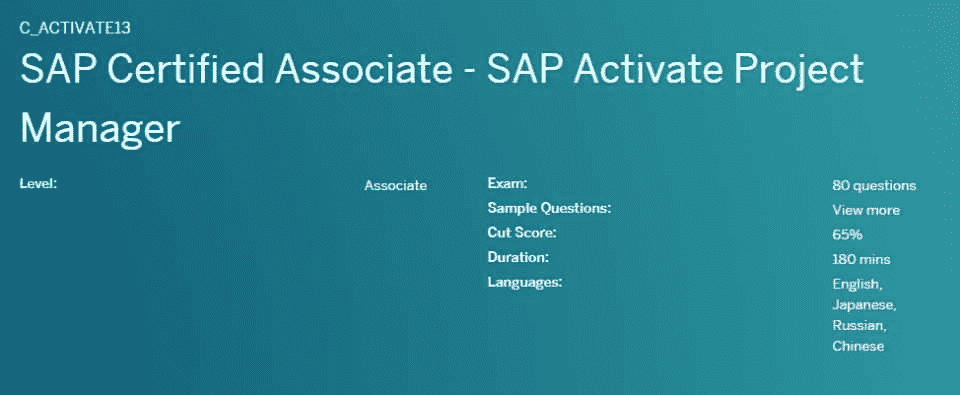 C_ACTIVATE13
SAP Certified Associate - SAP Activate Project
Manager
Level:
Associate
Exam:
80 questions
Sample Questions:
View more
Cut Score:
65%
Duration:
180 mins
Languages:
English,
Japanese,
Russian,
Chinese